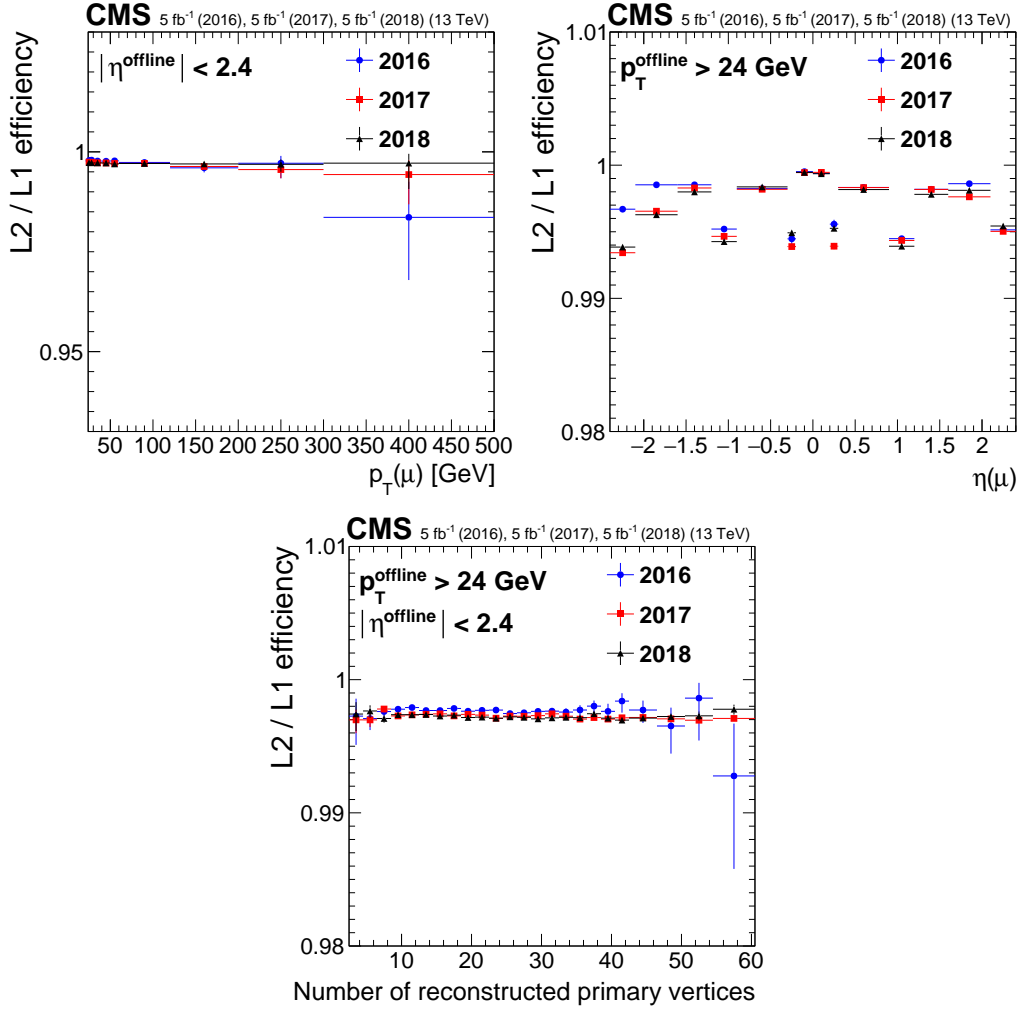 CMS 5 fb⁻¹ (2016), 5 fb⁻¹ (2017), 5 fb⁻¹ (2018) (13 TeV)
|η^offline| < 2.4
2016
2017
2018
1
0.95
L2 / L1 efficiency
50 100 150 200 250 300 350 400 450 500
p_T(μ) [GeV]
CMS 5 fb⁻¹ (2016), 5 fb⁻¹ (2017), 5 fb⁻¹ (2018) (13 TeV)
p_T^offline > 24 GeV
2016
2017
2018
1.01
1
0.99
0.98
L2 / L1 efficiency
−2 −1.5 −1 −0.5 0 0.5 1 1.5 2
η(μ)
CMS 5 fb⁻¹ (2016), 5 fb⁻¹ (2017), 5 fb⁻¹ (2018) (13 TeV)
p_T^offline > 24 GeV
|η^offline| < 2.4
2016
2017
2018
1.01
1
0.99
0.98
L2 / L1 efficiency
10 20 30 40 50 60
Number of reconstructed primary vertices